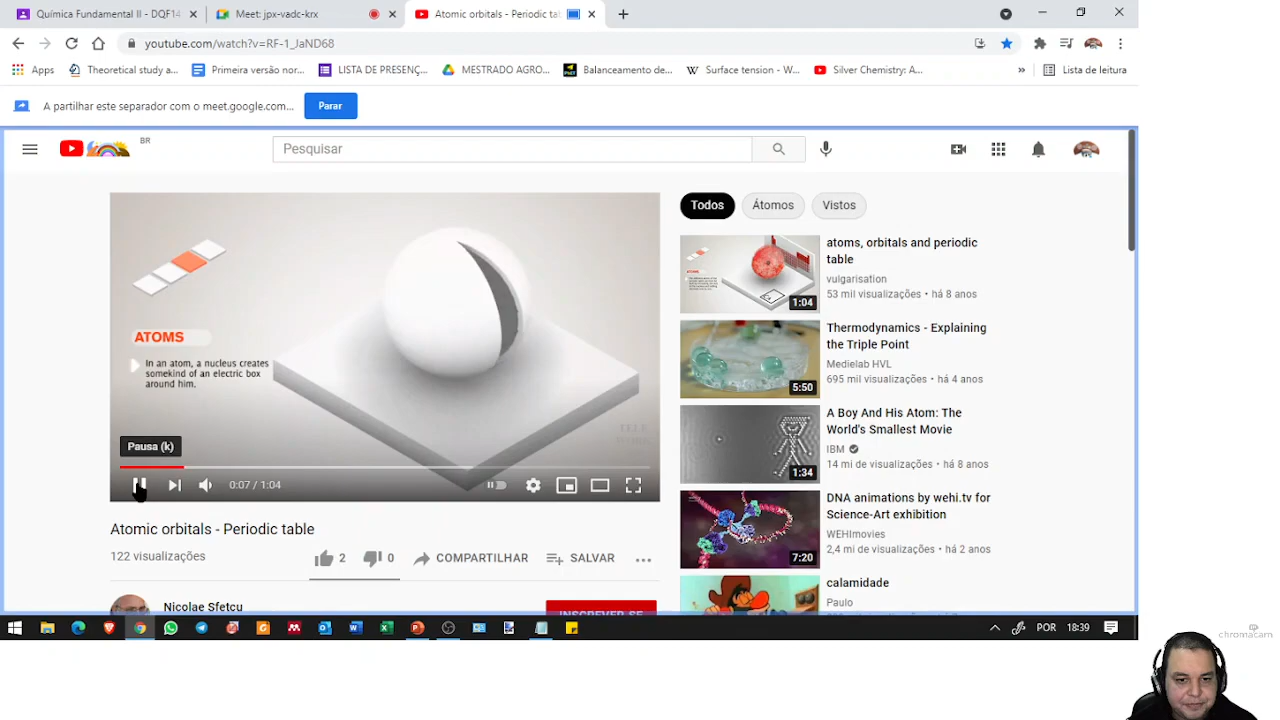 Química Fundamental II - DQF14
Meet: jpx-vadc-krx
Atomic orbitals - Periodic ta
youtube.com/watch?v=RF-1_JaND68
Apps
Theoretical study a...
Primeira versão nor...
LISTA DE PRESENÇ...
MESTRADO AGRO...
Balanceamento de...
Surface tension - W...
Silver Chemistry: A...
»
Lista de leitura
A partilhar este separador com o meet.google.com...
Parar
BR
Pesquisar
ATOMS
In an atom, a nucleus creates
somekind of an electric box
around him.
Pausa (k)
0:07 / 1:04
Atomic orbitals - Periodic table
122 visualizações
2
0
COMPARTILHAR
SALVAR
Nicolae Sfetcu
INSCREVER-SE
Todos
Átomos
Vistos
1:04
atoms, orbitals and periodic
table
vulgarisation
53 mil visualizações • há 8 anos
5:50
Thermodynamics - Explaining
the Triple Point
Medielab HVL
695 mil visualizações • há 4 anos
1:34
A Boy And His Atom: The
World's Smallest Movie
IBM
14 mi de visualizações • há 8 anos
7:20
DNA animations by wehi.tv for
Science-Art exhibition
WEHImovies
2,4 mi de visualizações • há 2 anos
calamidade
Paulo
POR
18:39
chromacam